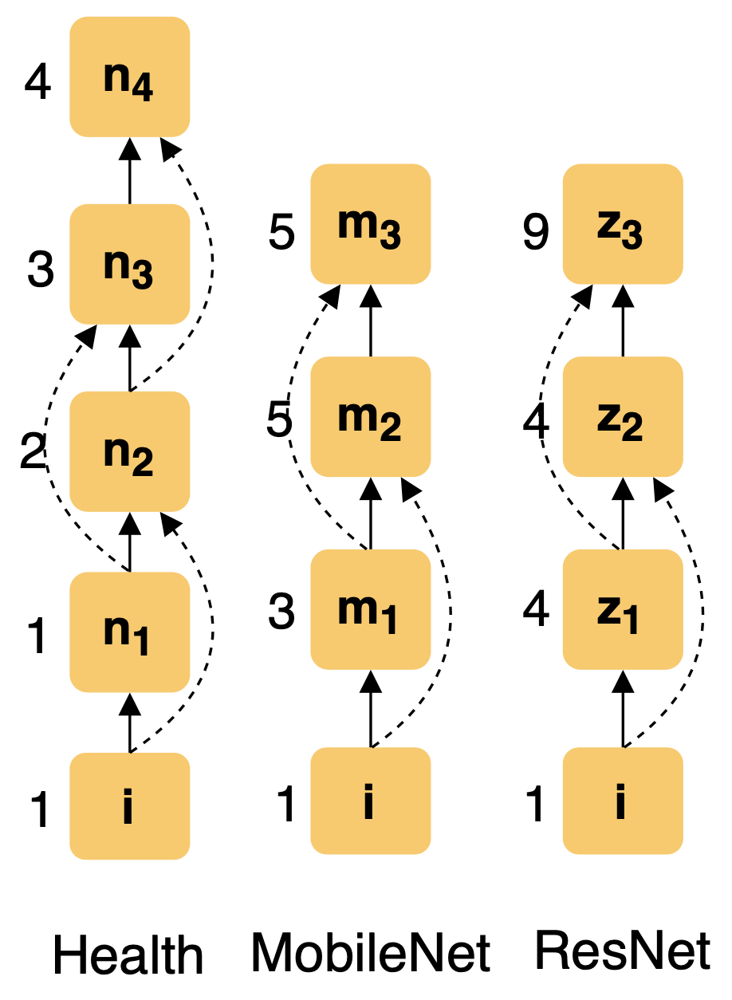 4 n4
3 n3
2 n2
1 n1
1 i
Health
5 m3
5 m2
3 m1
1 i
MobileNet
9 z3
4 z2
4 z1
1 i
ResNet